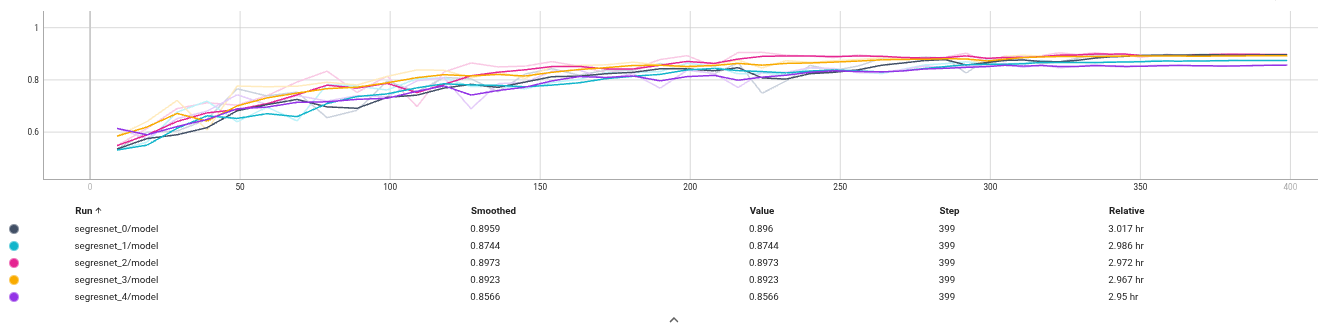 1
0.8
0.6
0 50 100 150 200 250 300 350 400
Run ↑ Smoothed Value Step Relative
segresnet_0/model 0.8959 0.896 399 3.017 hr
segresnet_1/model 0.8744 0.8744 399 2.986 hr
segresnet_2/model 0.8973 0.8973 399 2.972 hr
segresnet_3/model 0.8923 0.8923 399 2.967 hr
segresnet_4/model 0.8566 0.8566 399 2.95 hr